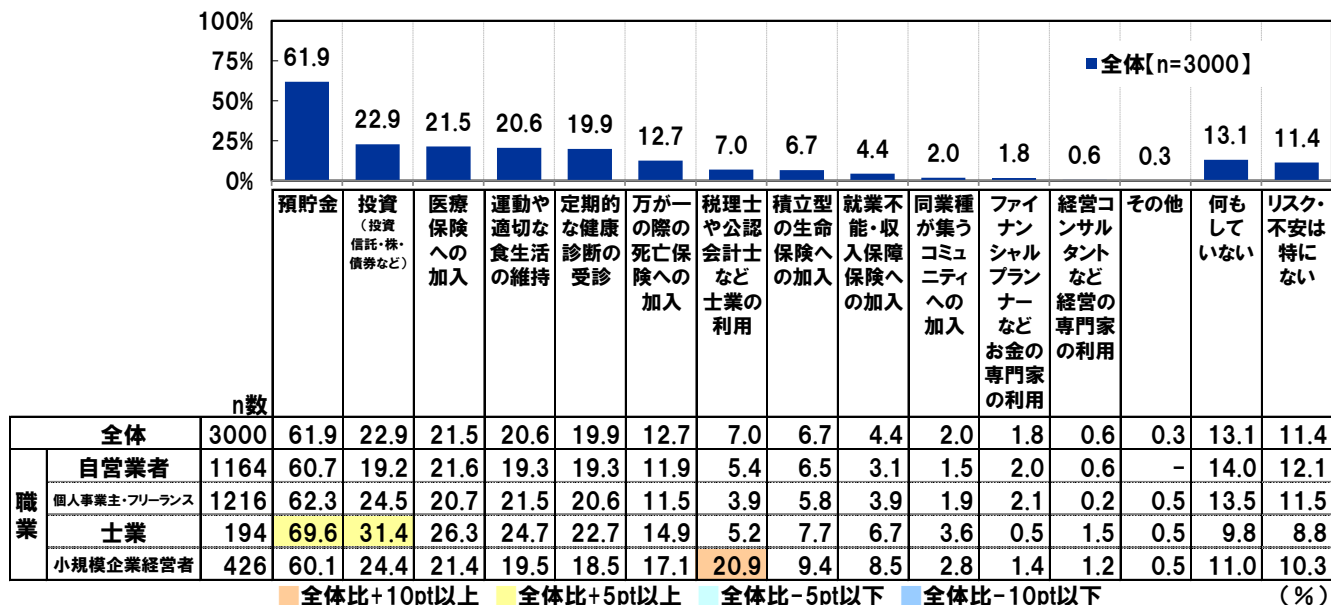 100%
75%
50%
25%
0%
61.9
22.9
21.5
20.6
19.9
12.7
7.0
6.7
4.4
2.0
1.8
0.6
0.3
13.1
11.4
全体【n=3000】
預貯金
投資
（投資
信託・株・
債券など）
医療
保険
への
加入
運動や
適切な
食生活
の維持
定期的
な健康
診断の
受診
万が一
の際の
死亡保
険への
加入
税理士
や公認
会計士
など
士業の
利用
積立型
の生命
保険へ
の加入
就業不
能・収
入保障
保険へ
の加入
同業種
が集う
コミュ
ニティ
への
加入
ファイ
ナン
シャル
プラン
ナー
など
お金の
専門家
の利用
経営コ
ンサル
タント
など
経営の
専門家
の利用
その他
何も
して
いない
リスク・
不安は
特に
ない
n数
全体 3000 61.9 22.9 21.5 20.6 19.9 12.7 7.0 6.7 4.4 2.0 1.8 0.6 0.3 13.1 11.4
職業
自営業者 1164 60.7 19.2 21.6 19.3 19.3 11.9 5.4 6.5 3.1 1.5 2.0 0.6 - 14.0 12.1
個人事業主・フリーランス 1216 62.3 24.5 20.7 21.5 20.6 11.5 3.9 5.8 3.9 1.9 2.1 0.2 0.5 13.5 11.5
士業 194 69.6 31.4 26.3 24.7 22.7 14.9 5.2 7.7 6.7 3.6 0.5 1.5 0.5 9.8 8.8
小規模企業経営者 426 60.1 24.4 21.4 19.5 18.5 17.1 20.9 9.4 8.5 2.8 1.4 1.2 0.5 11.0 10.3
全体比+10pt以上 全体比+5pt以上 全体比-5pt以下 全体比-10pt以下 （%）